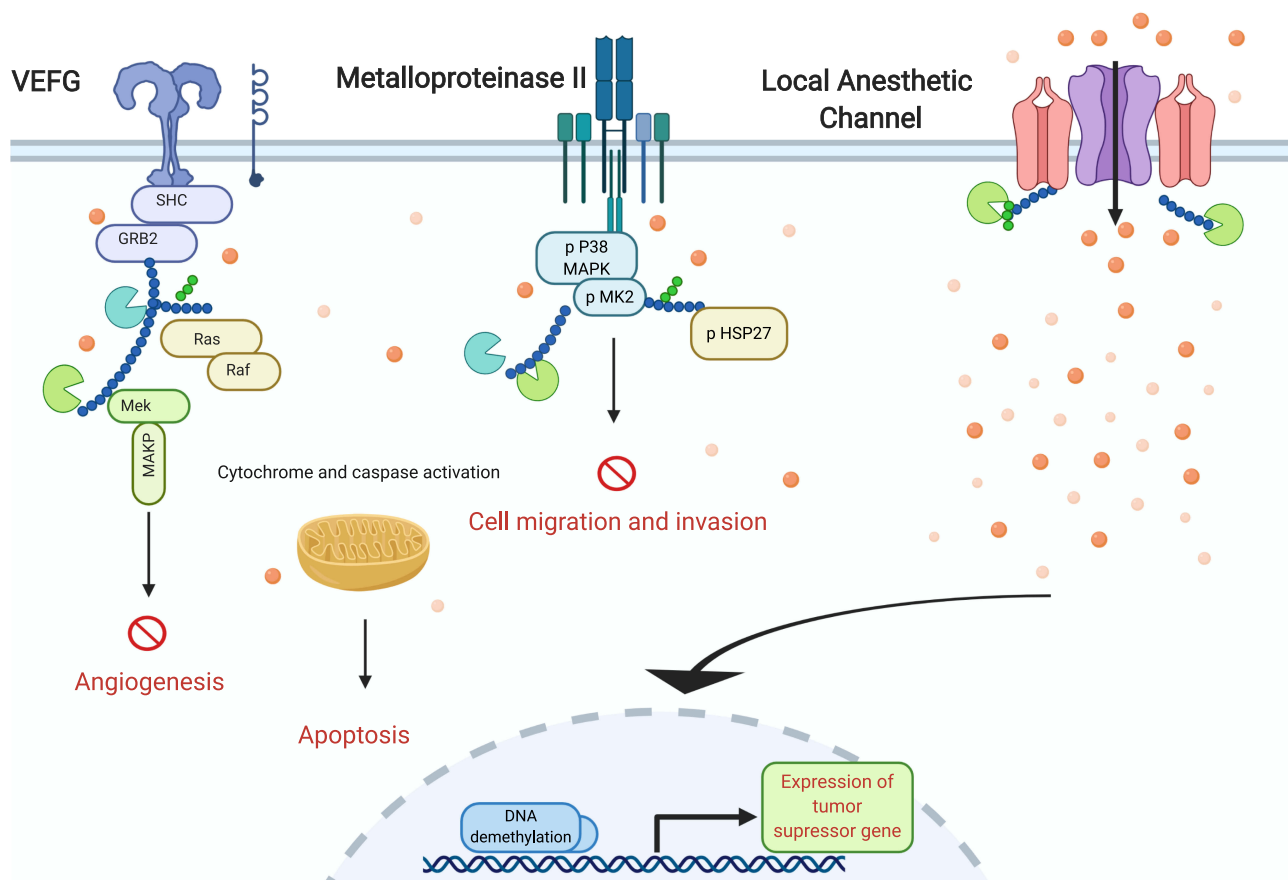 VEFG
Metalloproteinase II
Local Anesthetic
Channel
SHC
GRB2
Ras
Raf
Mek
MAKP
p P38
MAPK
p MK2
p HSP27
Cytochrome and caspase activation
Cell migration and invasion
Angiogenesis
Apoptosis
DNA
demethylation
Expression of
tumor
supressor gene